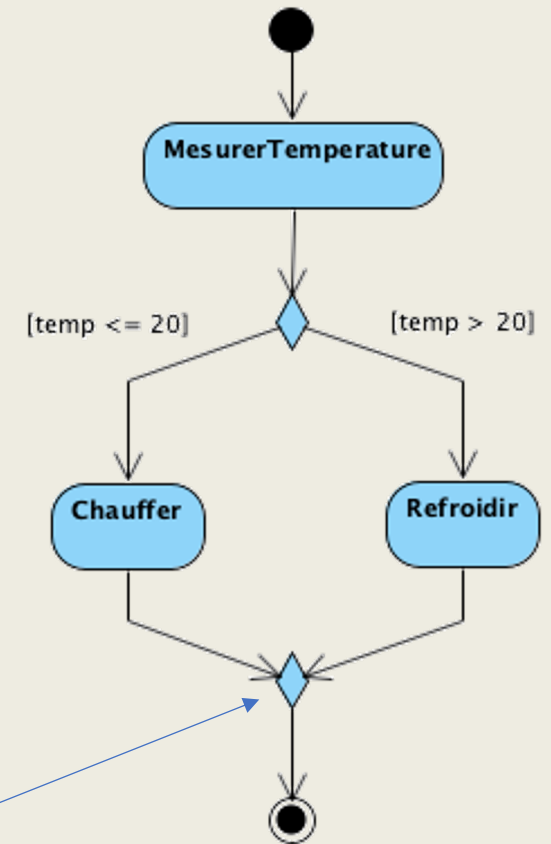 MesurerTemperature
[temp <= 20]
[temp > 20]
Chauffer
Refroidir